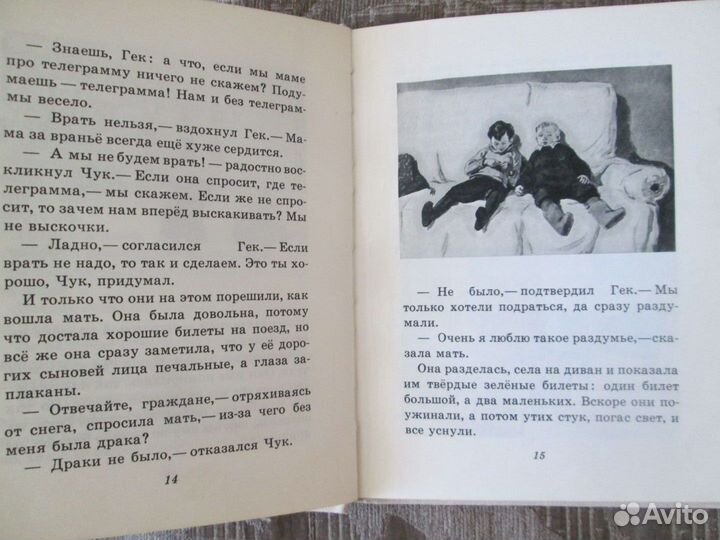 — Знаешь, Гек: а что, если мы маме
про телеграмму ничего не скажем? Поду-
маешь — телеграмма! Нам и без телеграм-
мы весело.
— Врать нельзя,— вздохнул Гек.— Ма-
ма за враньё всегда ещё хуже сердится.
— А мы не будем врать! — радостно вос-
кликнул Чук.— Если она спросит, где те-
леграмма,— мы скажем. Если же не спро-
сит, то зачем нам вперёд выскакивать? Мы
не выскочки.
— Ладно,— согласился Гек.— Если
врать не надо, то так и сделаем. Это ты хо-
рошо, Чук, придумал.
И только что они на этом порешили, как
вошла мать. Она была довольна, потому
что достала хорошие билеты на поезд, но
всё же она сразу заметила, что у её доро-
гих сыновей лица печальные, а глаза за-
плаканы.
— Отвечайте, граждане,— отряхиваясь
от снега, спросила мать,— из-за чего без
меня была драка?
— Драки не было,— отказался Чук.
14
— Не было,— подтвердил Гек.— Мы
только хотели подраться, да сразу разду-
мали.
— Очень я люблю такое раздумье,— ска-
зала мать.
Она разделась, села на диван и показала
им твёрдые зелёные билеты: один билет
большой, а два маленьких. Вскоре они по-
ужинали, а потом утих стук, погас свет, и
все уснули.
15
Avito